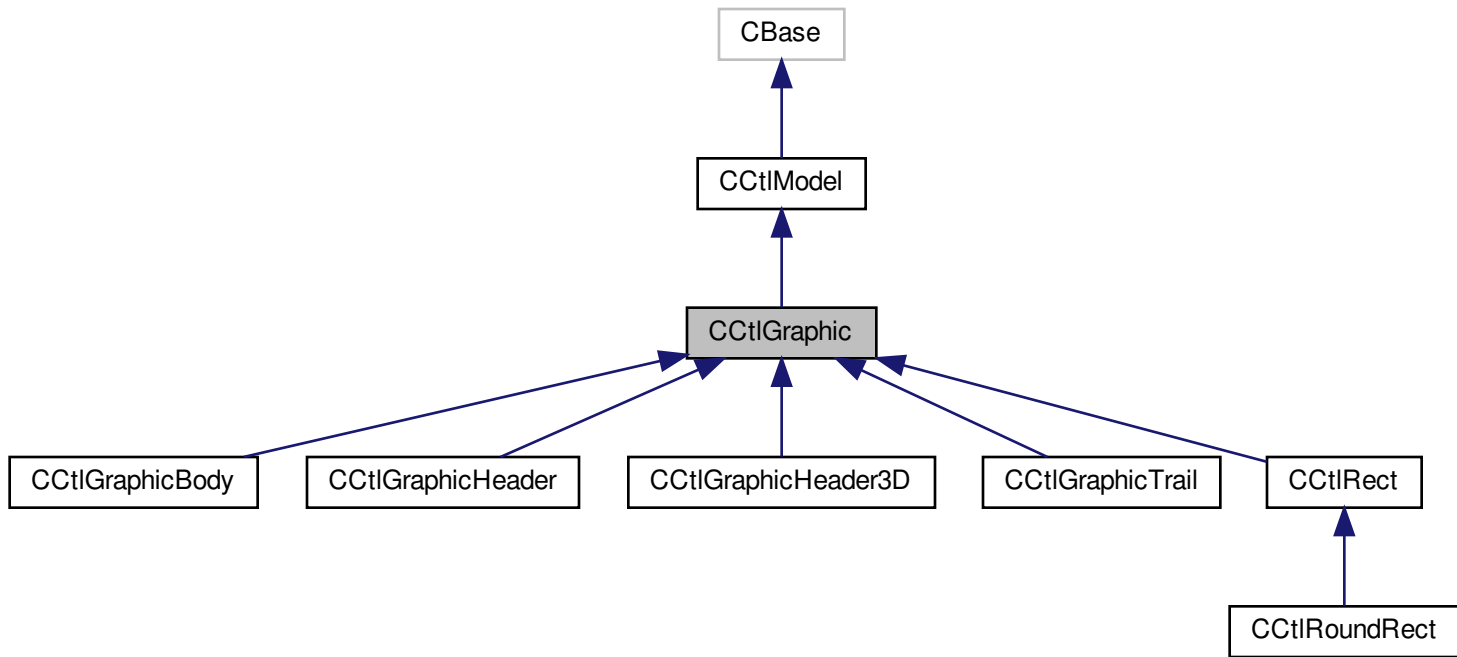 CBase
CCtlModel
CCtlGraphic
CCtlGraphicBody
CCtlGraphicHeader
CCtlGraphicHeader3D
CCtlGraphicTrail
CCtlRect
CCtlRoundRect